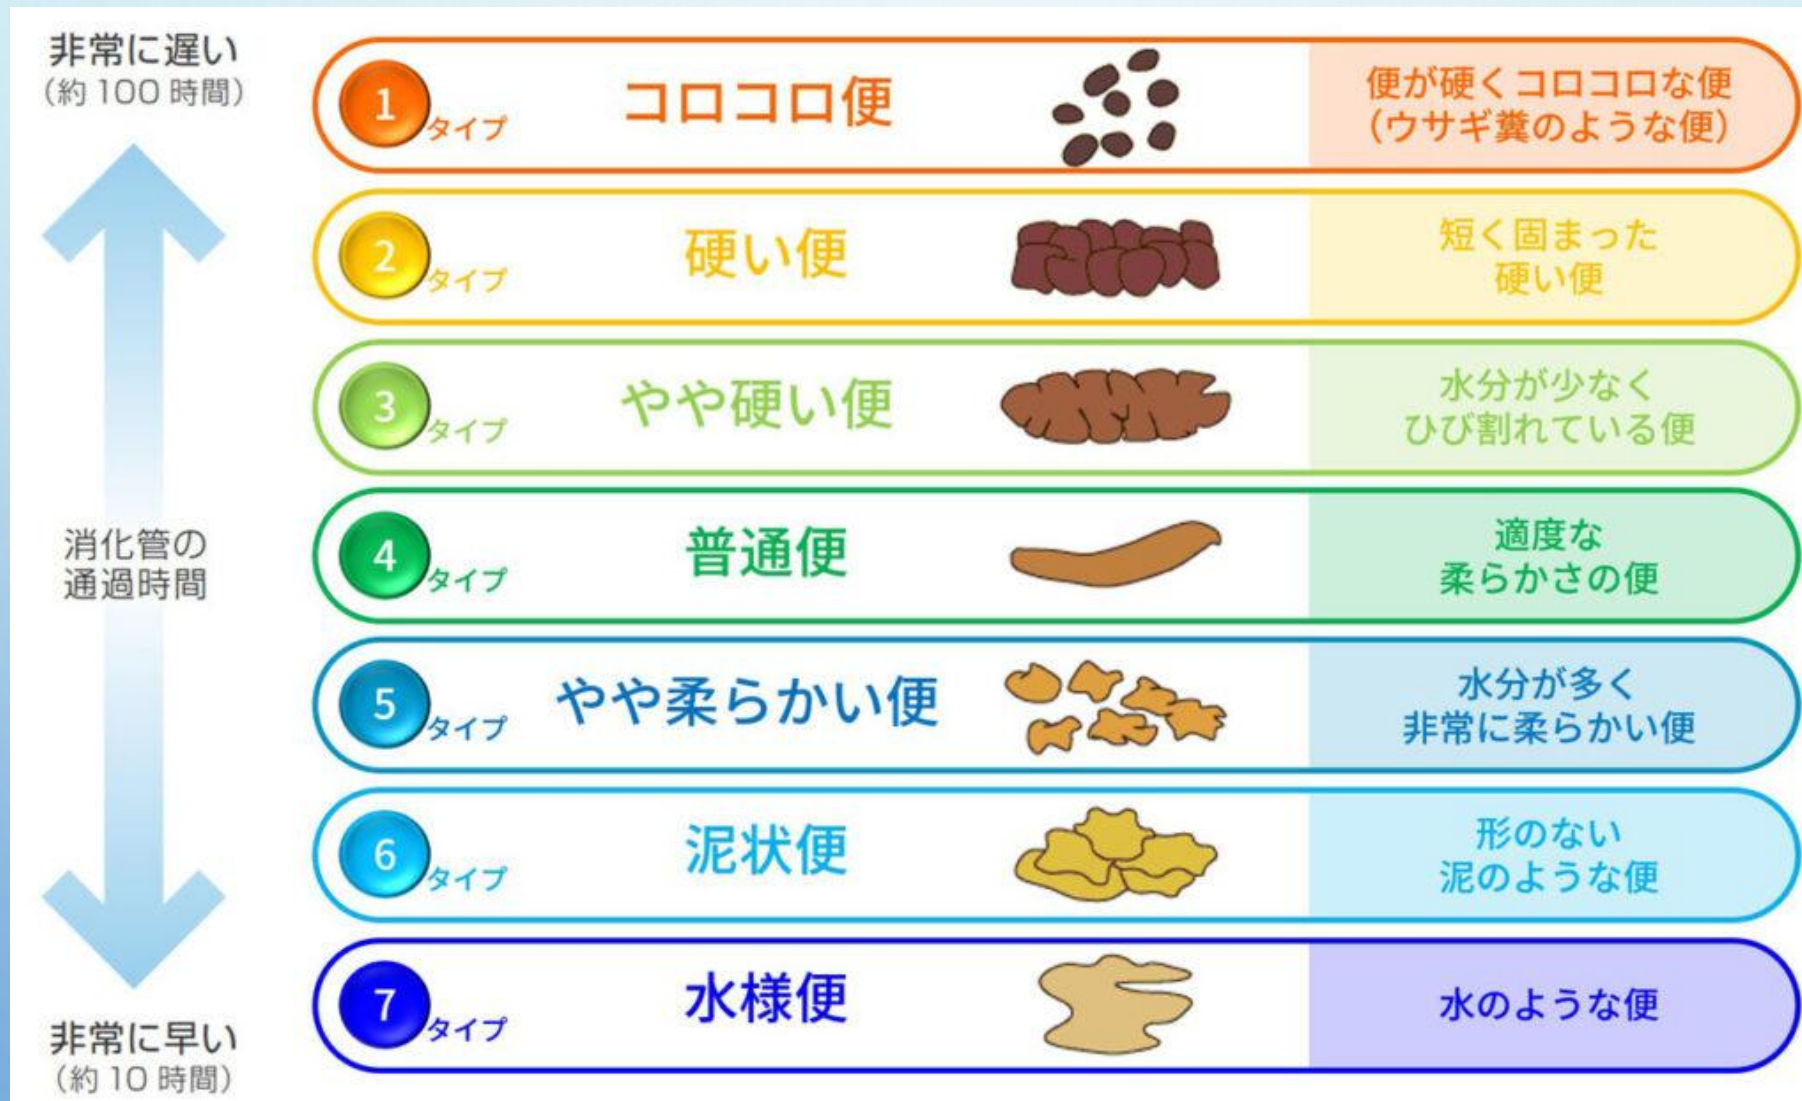 非常に遅い
（約100時間）
消化管の
通過時間
非常に早い
（約10時間）
1
タイプ
コロコロ便
便が硬くコロコロな便
（ウサギ糞のような便）
2
タイプ
硬い便
短く固まった
硬い便
3
タイプ
やや硬い便
水分が少なく
ひび割れている便
4
タイプ
普通便
適度な
柔らかさの便
5
タイプ
やや柔らかい便
水分が多く
非常に柔らかい便
6
タイプ
泥状便
形のない
泥のような便
7
タイプ
水様便
水のような便